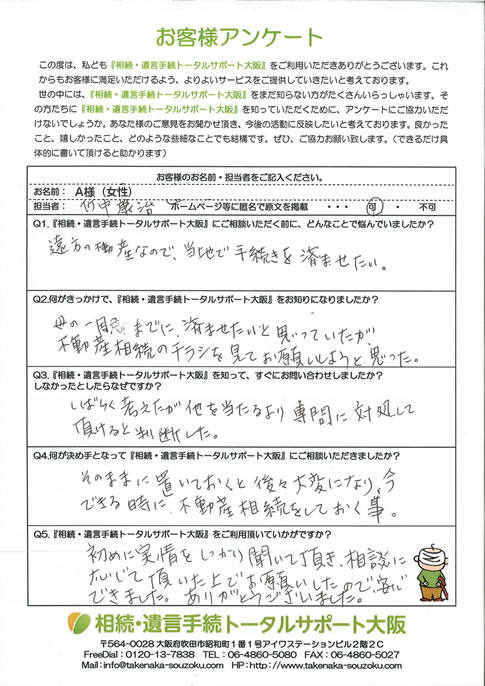 お客様アンケート
この度は、私ども『相続・遺言手続トータルサポート大阪』をご利用いただきありがとうございます。これ
からもお客様に満足いただけるよう、よりよいサービスをご提供していきたいと考えております。
世の中には、『相続・遺言手続トータルサポート大阪』をまだ知らない方がたくさんいらっしゃいます。そ
の方たちに『相続・遺言手続トータルサポート大阪』を知っていただくために、アンケートにご協力いただ
けないでしょうか。あなた様のご意見をお聞かせ頂き、今後の活動に反映したいと考えております。良かった
こと、嬉しかったこと、どのような些細なことでも結構です。ぜひ、ご協力お願い致します。（できるだけ具
体的に書いて頂けると助かります）
お客様のお名前・担当者をご記入ください。
お名前： A様（女性）
担当者： 竹中巌治 ホームページ等に匿名で原文を掲載 ・・・ 可 ・ 不可
Q1.『相続・遺言手続トータルサポート大阪』にご相談いただく前に、どんなことで悩んでいましたか？
遠方の不動産なので、当地で手続きを済ませたい。
Q2.何がきっかけで、『相続・遺言手続トータルサポート大阪』をお知りになりましたか？
母の一周忌までに、済ませたいと思っていたが、
不動産相続のチラシを見てお願いしようと思った。
Q3.『相続・遺言手続トータルサポート大阪』を知って、すぐにお問い合わせしましたか？
しなかったとしたらなぜですか？
しばらく考えたが他を当たるより専門に対処して
頂けると判断した。
Q4.何が決め手となって『相続・遺言手続トータルサポート大阪』にご相談いただきましたか？
そのままに置いておくと後々大変になり、今
できる時に、不動産相続をしておく事。
Q5.『相続・遺言手続トータルサポート大阪』をご利用頂いていかがですか？
初めに実情をしっかり聞いて頂き、相談に
応じて頂いた上でお願いしたので、安心
できました。ありがとうございました。
相続・遺言手続トータルサポート大阪
〒564-0028 大阪府吹田市昭和町1番1号アイワステーションビル2階2C
FreeDial：0120-13-7838 TEL：06-4860-5080 FAX：06-4860-5027
Mail：info@takenaka-souzoku.com HP：http://www.takenaka-souzoku.com/